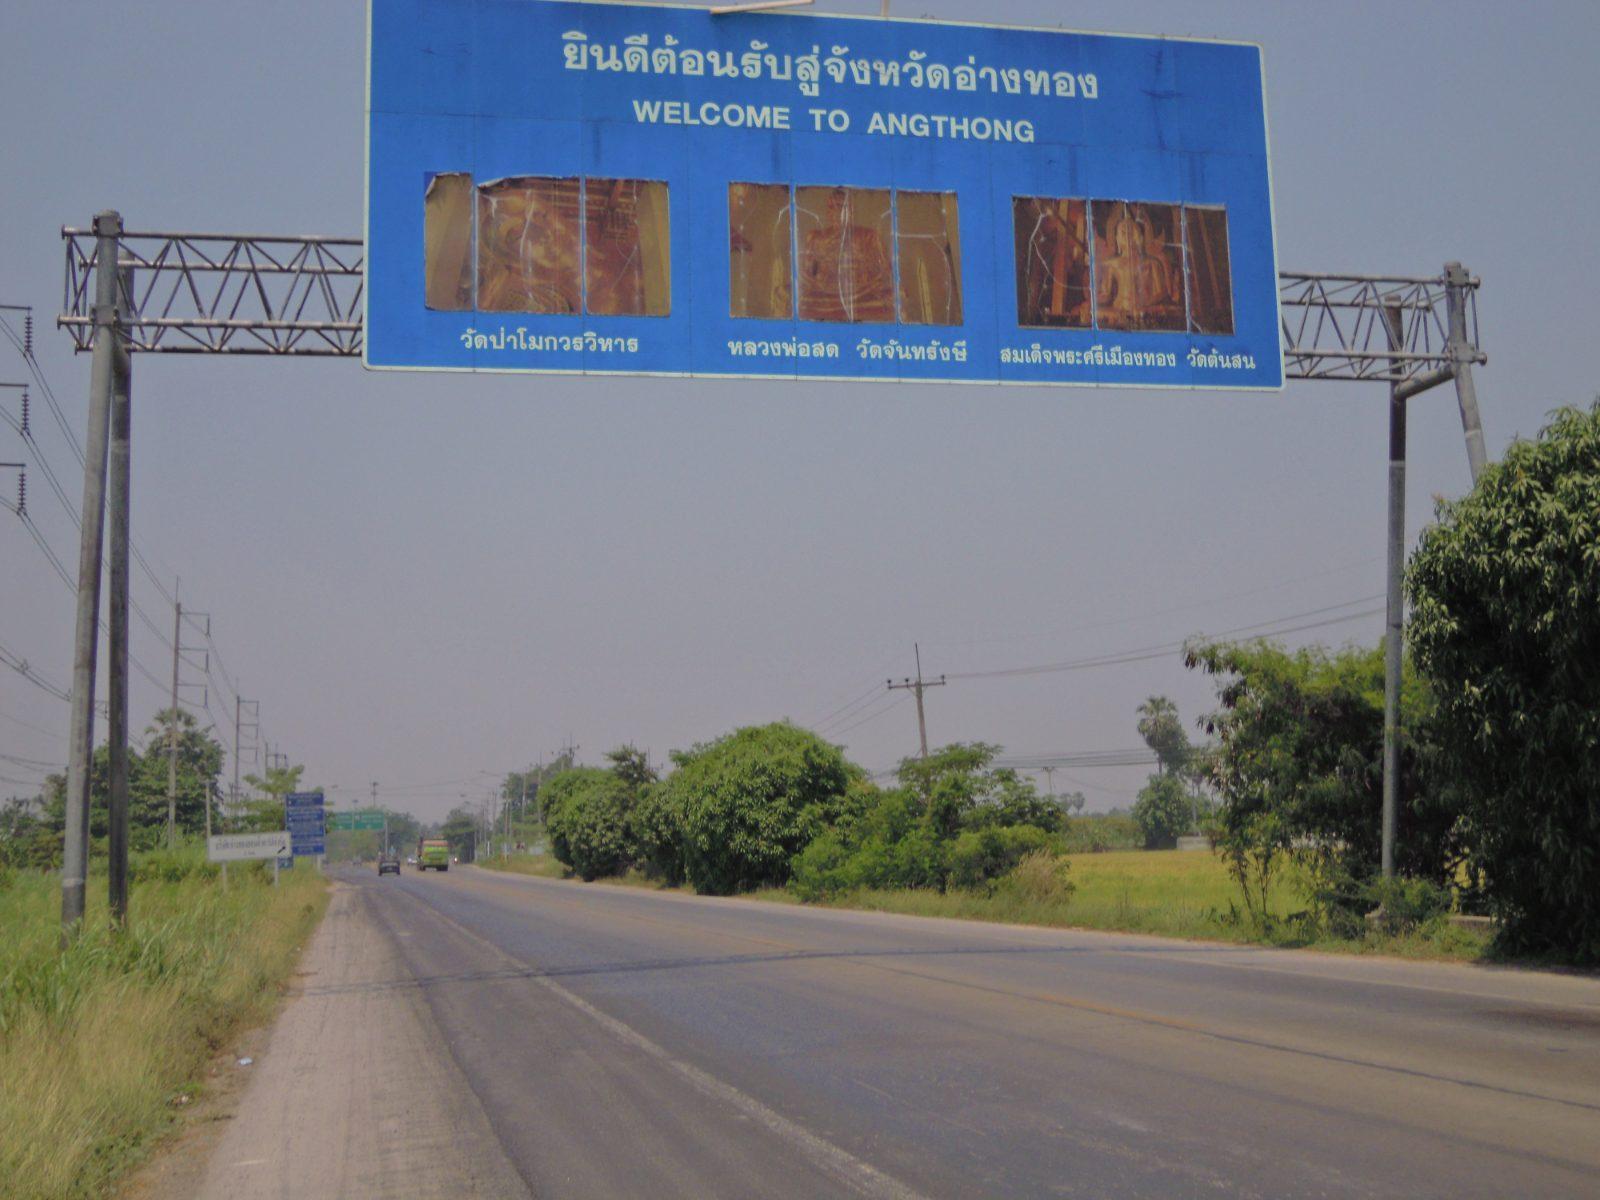 ยินดีต้อนรับสู่จังหวัดอ่างทอง
WELCOME TO ANGTHONG
วัดป่าโมกวรวิหาร
หลวงพ่อสด วัดจันทรังษี
สมเด็จพระศรีเมืองทอง วัดต้นสน